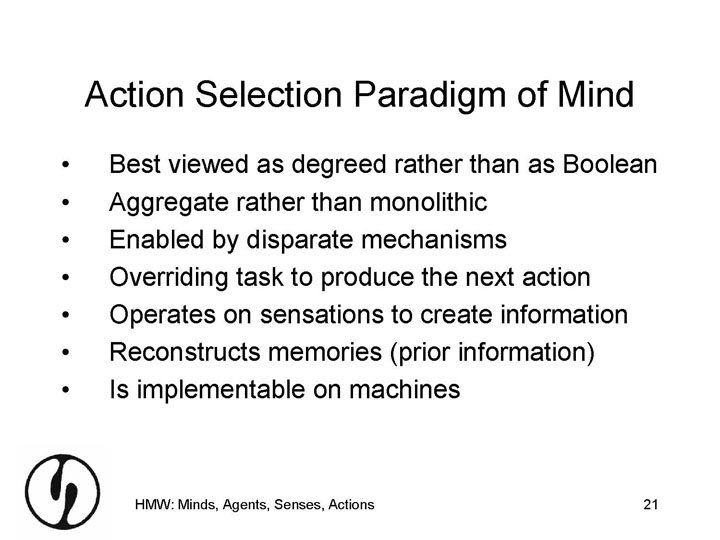 Action Selection Paradigm of Mind
• Best viewed as degreed rather than as Boolean
• Aggregate rather than monolithic
• Enabled by disparate mechanisms
• Overriding task to produce the next action
• Operates on sensations to create information
• Reconstructs memories (prior information)
• Is implementable on machines
HMW: Minds, Agents, Senses, Actions
21